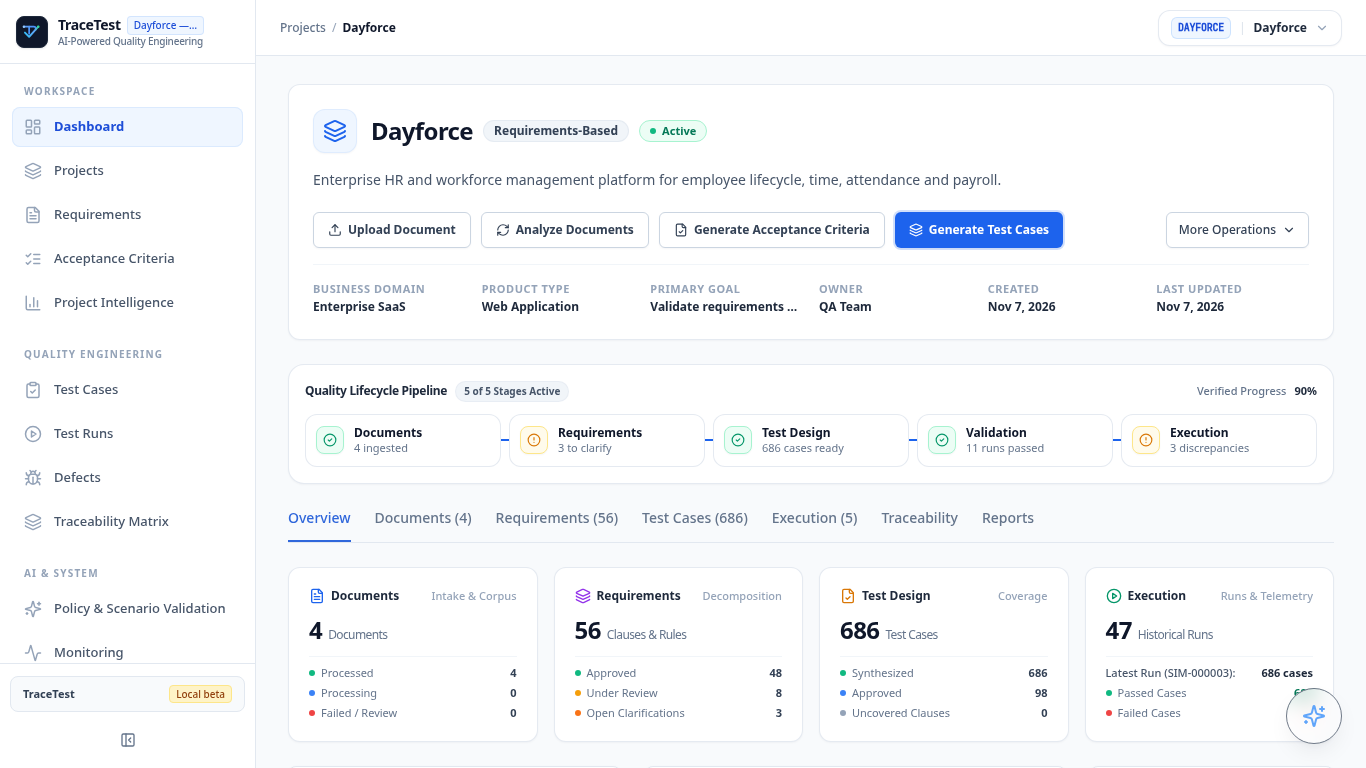 TraceTest
Dayforce —...
AI-Powered Quality Engineering
WORKSPACE
Dashboard
Projects
Requirements
Acceptance Criteria
Project Intelligence
QUALITY ENGINEERING
Test Cases
Test Runs
Defects
Traceability Matrix
AI & SYSTEM
Policy & Scenario Validation
Monitoring
TraceTest
Local beta
Projects / Dayforce
DAYFORCE
Dayforce
Dayforce
Requirements-Based
Active
Enterprise HR and workforce management platform for employee lifecycle, time, attendance and payroll.
Upload Document
Analyze Documents
Generate Acceptance Criteria
Generate Test Cases
More Operations
BUSINESS DOMAIN
Enterprise SaaS
PRODUCT TYPE
Web Application
PRIMARY GOAL
Validate requirements ...
OWNER
QA Team
CREATED
Nov 7, 2026
LAST UPDATED
Nov 7, 2026
Quality Lifecycle Pipeline
5 of 5 Stages Active
Verified Progress 90%
Documents
4 ingested
Requirements
3 to clarify
Test Design
686 cases ready
Validation
11 runs passed
Execution
3 discrepancies
Overview
Documents (4)
Requirements (56)
Test Cases (686)
Execution (5)
Traceability
Reports
Documents
Intake & Corpus
4 Documents
Processed 4
Processing 0
Failed / Review 0
Requirements
Decomposition
56 Clauses & Rules
Approved 48
Under Review 8
Open Clarifications 3
Test Design
Coverage
686 Test Cases
Synthesized 686
Approved 98
Uncovered Clauses 0
Execution
Runs & Telemetry
47 Historical Runs
Latest Run (SIM-000003): 686 cases
Passed Cases
Failed Cases